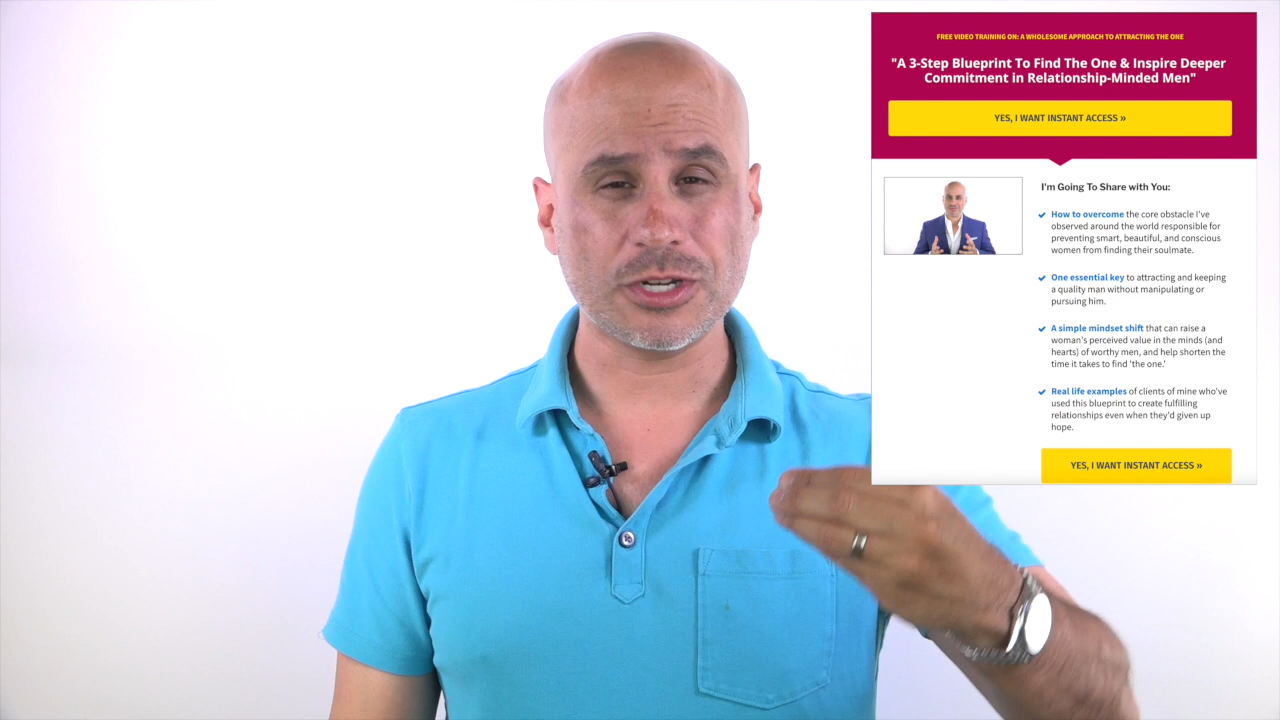 FREE VIDEO TRAINING ON: A WHOLESOME APPROACH TO ATTRACTING THE ONE
"A 3-Step Blueprint To Find The One & Inspire Deeper
Commitment in Relationship-Minded Men"
YES, I WANT INSTANT ACCESS »
I'm Going To Share with You:
How to overcome the core obstacle I've
observed around the world responsible for
preventing smart, beautiful, and conscious
women from finding their soulmate.
One essential key to attracting and keeping
a quality man without manipulating or
pursuing him.
A simple mindset shift that can raise a
woman's perceived value in the minds (and
hearts) of worthy men, and help shorten the
time it takes to find 'the one.'
Real life examples of clients of mine who've
used this blueprint to create fulfilling
relationships even when they'd given up
hope.
YES, I WANT INSTANT ACCESS »